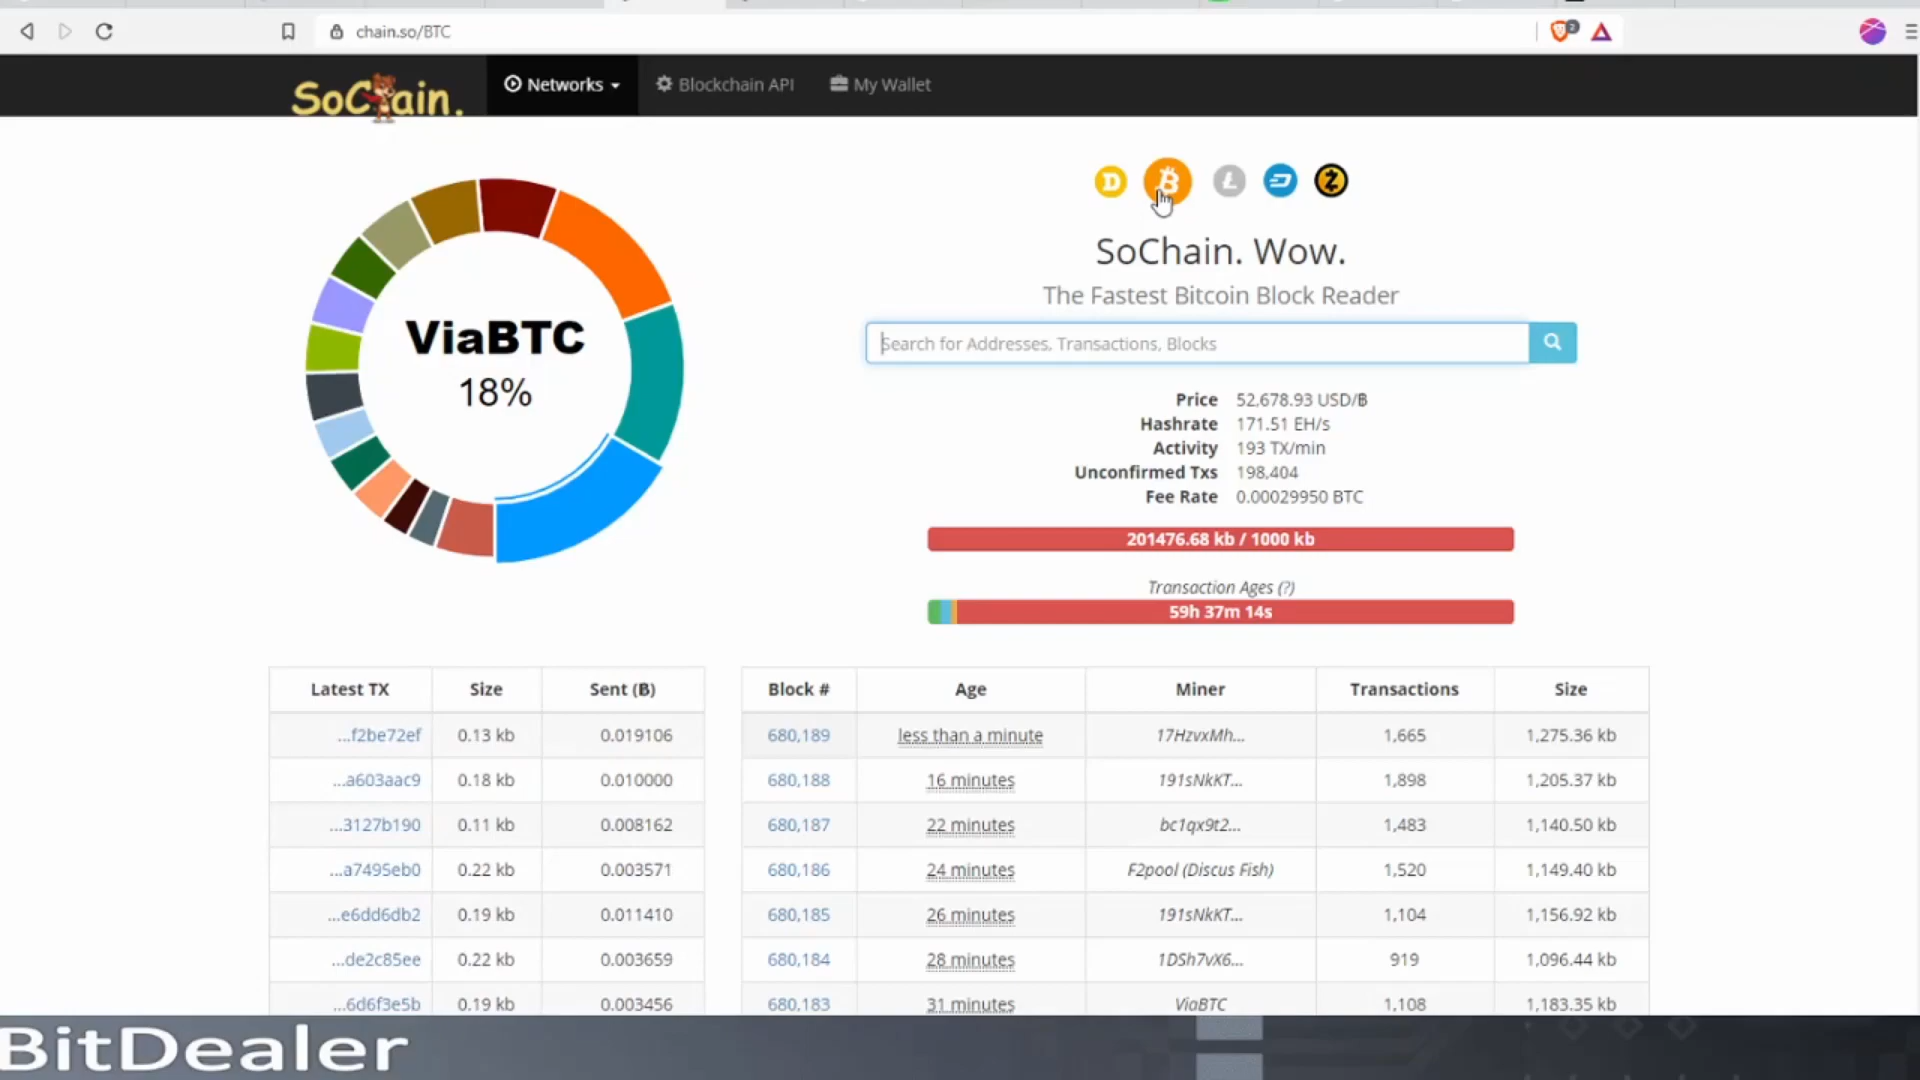 chain.so/BTC
2
SoChain.
Networks
Blockchain API
My Wallet
ViaBTC
18%
SoChain. Wow.
The Fastest Bitcoin Block Reader
Search for Addresses, Transactions, Blocks
Price 52,678.93 USD/B
Hashrate 171.51 EH/s
Activity 193 TX/min
Unconfirmed Txs 198,404
Fee Rate 0.00029950 BTC
201476.68 kb / 1000 kb
Transaction Ages (?)
59h 37m 14s
Latest TX Size Sent (B)
...f2be72ef 0.13 kb 0.019106
...a603aac9 0.18 kb 0.010000
...3127b190 0.11 kb 0.008162
...a7495eb0 0.22 kb 0.003571
...e6dd6db2 0.19 kb 0.011410
...de2c85ee 0.22 kb 0.003659
...6d6f3e5b 0.19 kb 0.003456
Block # Age Miner Transactions Size
680,189 less than a minute 17HzvxMh... 1,665 1,275.36 kb
680,188 16 minutes 191sNkKT... 1,898 1,205.37 kb
680,187 22 minutes bc1qx9t2... 1,483 1,140.50 kb
680,186 24 minutes F2pool (Discus Fish) 1,520 1,149.40 kb
680,185 26 minutes 191sNkKT... 1,104 1,156.92 kb
680,184 28 minutes 1DSh7vX6... 919 1,096.44 kb
680,183 31 minutes ViaBTC 1,108 1,183.35 kb
BitDealer